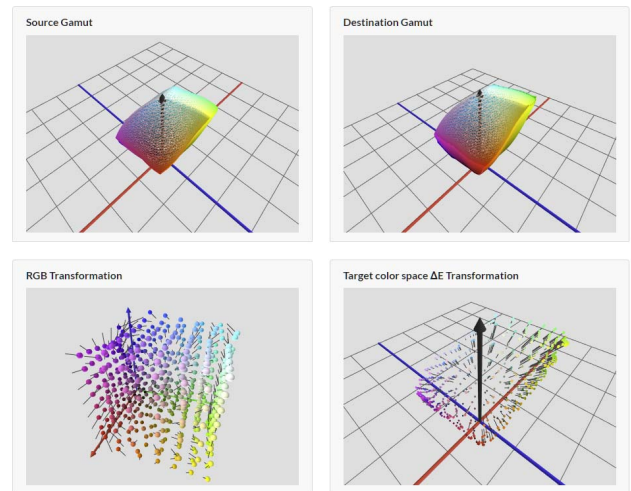 Source Gamut
Destination Gamut
RGB Transformation
Target color space ΔE Transformation